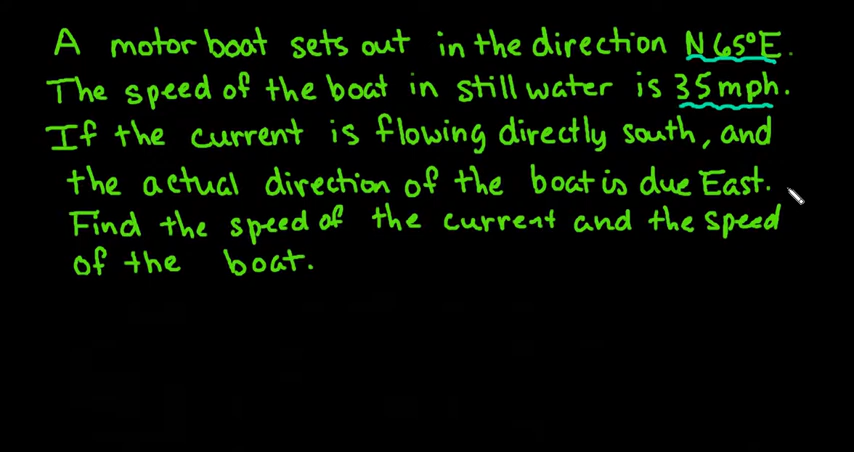 A motor boat sets out in the direction N 65° E.
The speed of the boat in still water is 35 mph.
If the current is flowing directly south, and
the actual direction of the boat is due East.
Find the speed of the current and the speed
of the boat.